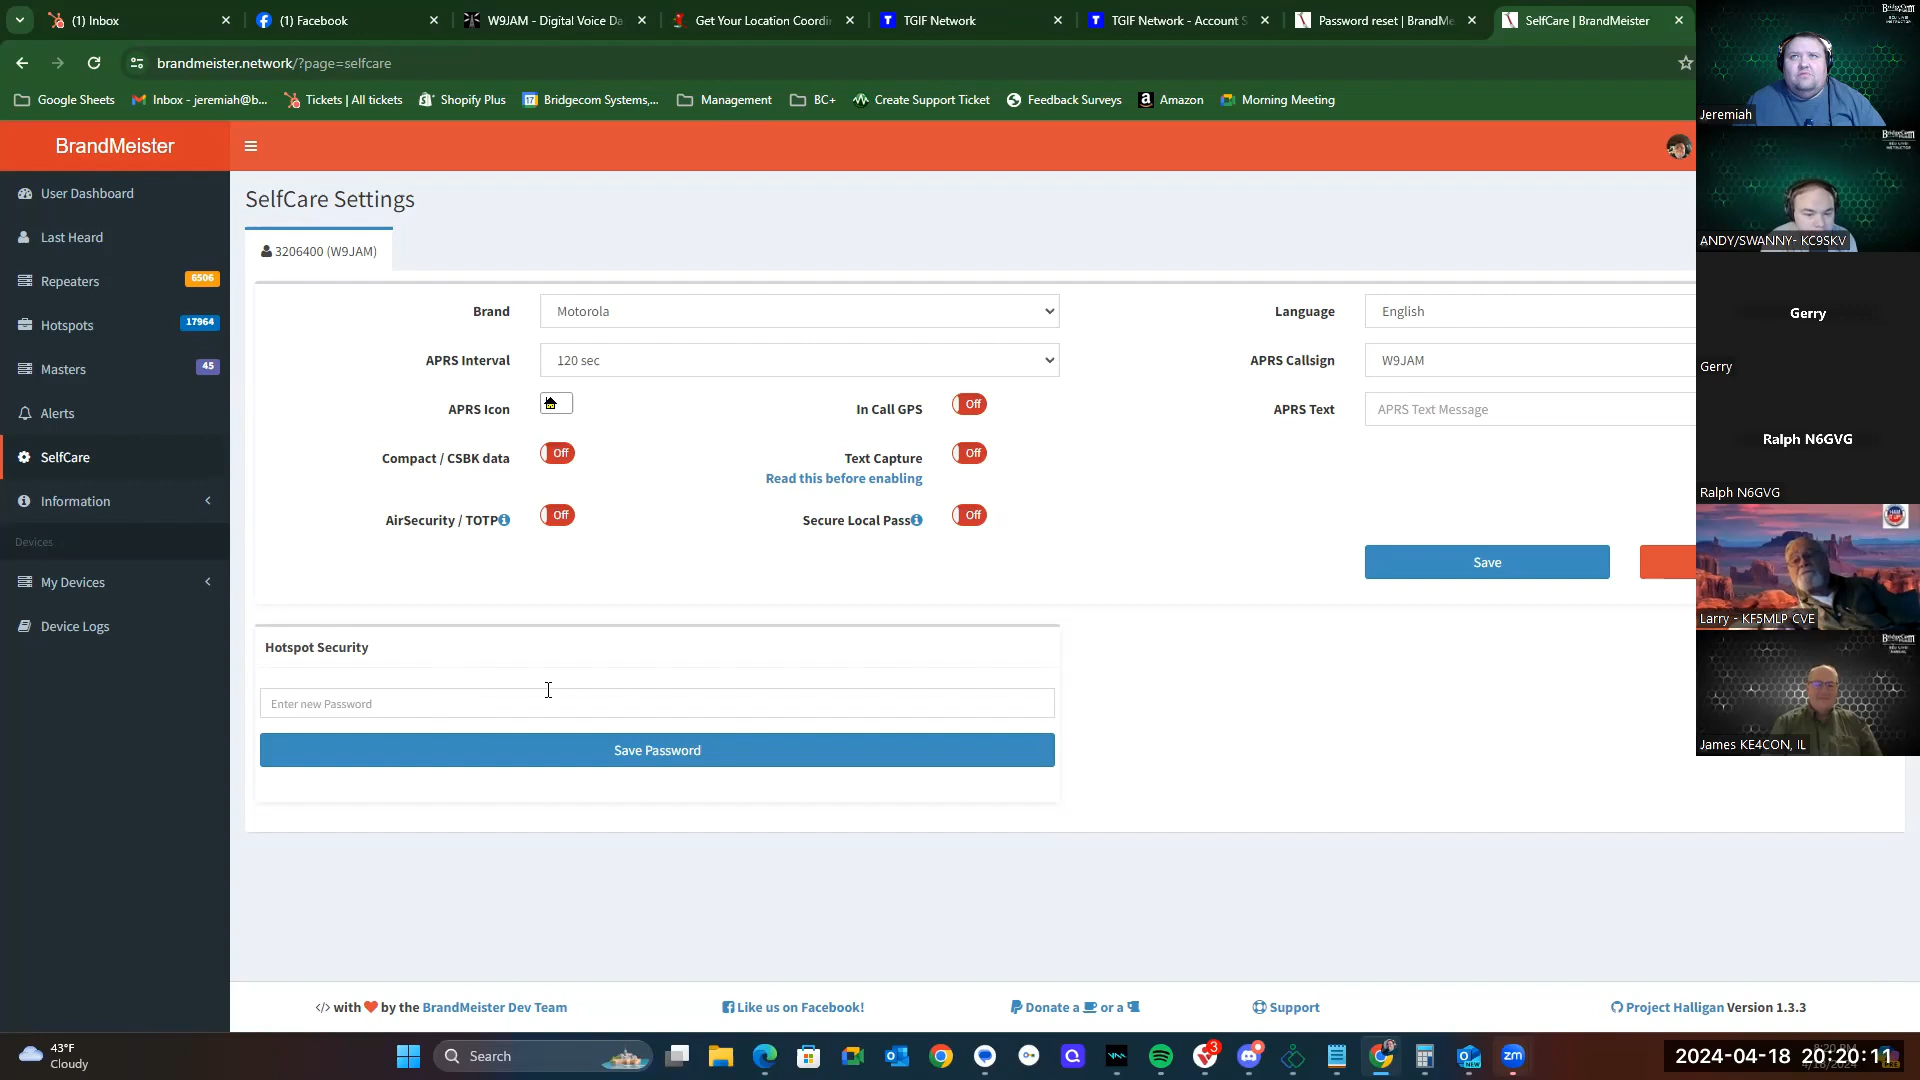 (1) Inbox
(1) Facebook
W9JAM - Digital Voice Da
Get Your Location Coordin
TGIF Network
TGIF Network - Account S
Password reset | BrandMe
SelfCare | BrandMeister
brandmeister.network/?page=selfcare
Google Sheets
Inbox - jeremiah@b...
Tickets | All tickets
Shopify Plus
Bridgecom Systems,...
Management
BC+
Create Support Ticket
Feedback Surveys
Amazon
Morning Meeting
BrandMeister
User Dashboard
Last Heard
Repeaters 6506
Hotspots 17964
Masters 45
Alerts
SelfCare
Information
Devices
My Devices
Device Logs
SelfCare Settings
3206400 (W9JAM)
Brand Motorola Language English
APRS Interval 120 sec APRS Callsign W9JAM
APRS Icon In Call GPS Off APRS Text APRS Text Message
Compact / CSBK data Off Text Capture Off
Read this before enabling
AirSecurity / TOTP Off Secure Local Pass Off
Save
Hotspot Security
Enter new Password
Save Password
</> with by the BrandMeister Dev Team
Like us on Facebook!
Donate a or a
Support
Project Halligan Version 1.3.3
Jeremiah
ANDY/SWANNY- KC9SKV
Gerry
Gerry
Ralph N6GVG
Ralph N6GVG
Larry - KF5MLP CVE
James KE4CON, IL
43°F
Cloudy
Search
3
zm
2024-04-18 20:20:11